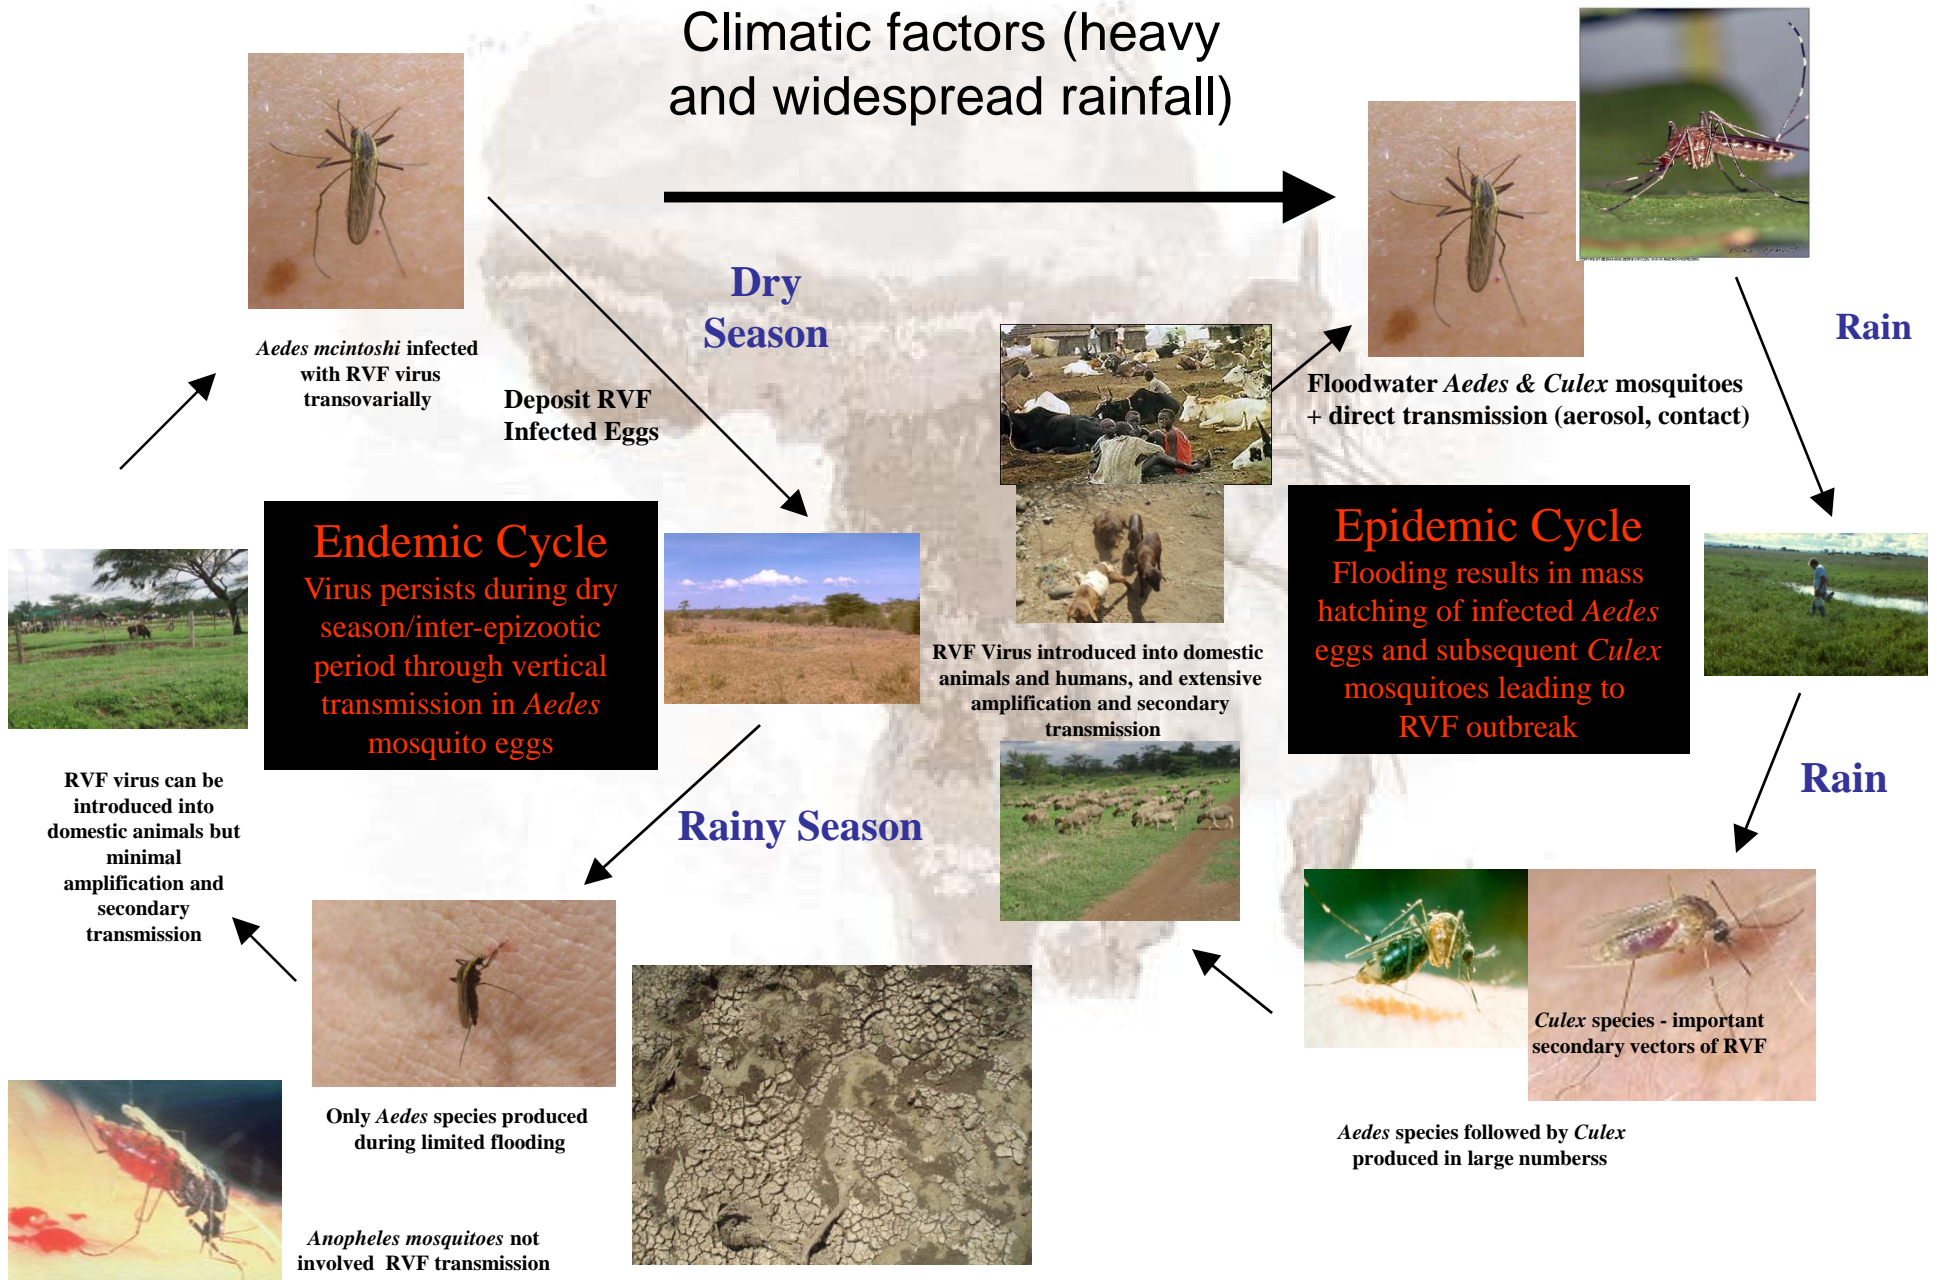 Climatic factors (heavy
and widespread rainfall)
Aedes mcintoshi infected
with RVF virus
transovarially
Dry
Season
Deposit RVF
Infected Eggs
Rain
Floodwater Aedes & Culex mosquitoes
+ direct transmission (aerosol, contact)
Endemic Cycle
Virus persists during dry
season/inter-epizootic
period through vertical
transmission in Aedes
mosquito eggs
Epidemic Cycle
Flooding results in mass
hatching of infected Aedes
eggs and subsequent Culex
mosquitoes leading to
RVF outbreak
RVF Virus introduced into domestic
animals and humans, and extensive
amplification and secondary
transmission
RVF virus can be
introduced into
domestic animals but
minimal
amplification and
secondary
transmission
Rainy Season
Rain
Culex species - important
secondary vectors of RVF
Only Aedes species produced
during limited flooding
Aedes species followed by Culex
produced in large numberss
Anopheles mosquitoes not
involved RVF transmission